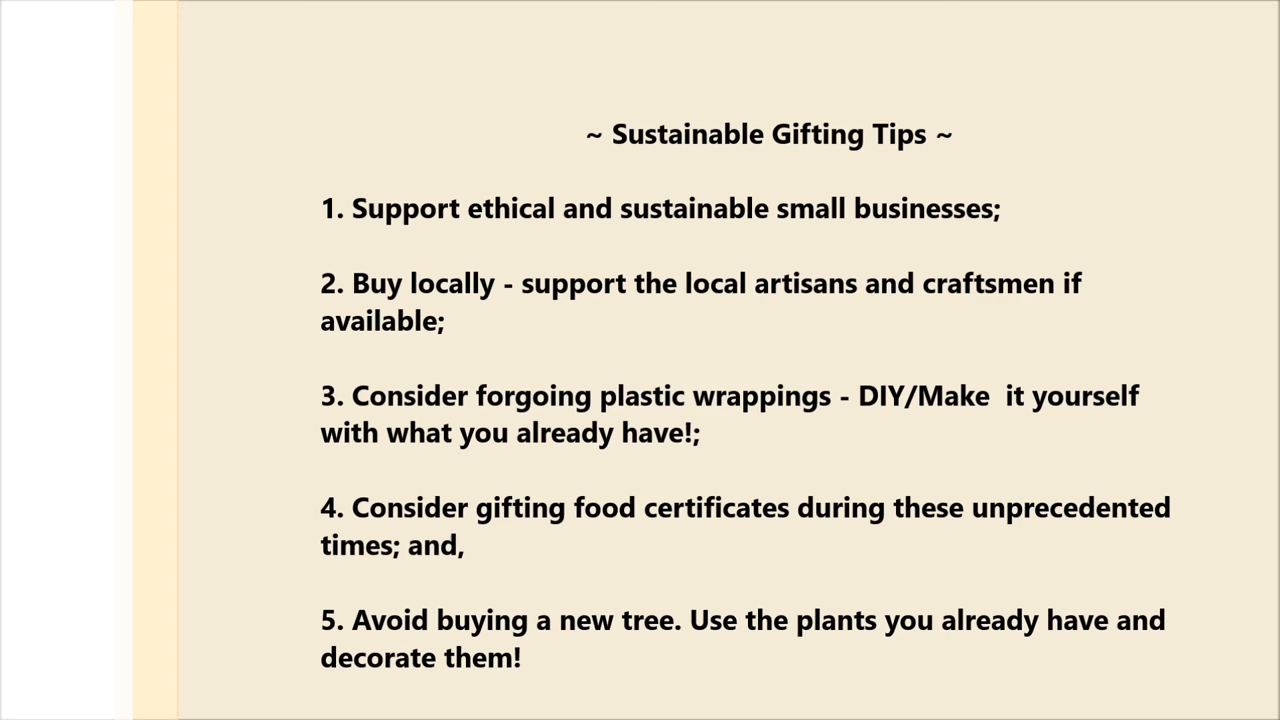 ~ Sustainable Gifting Tips ~
1. Support ethical and sustainable small businesses;
2. Buy locally - support the local artisans and craftsmen if
available;
3. Consider forgoing plastic wrappings - DIY/Make  it yourself
with what you already have!;
4. Consider gifting food certificates during these unprecedented
times; and,
5. Avoid buying a new tree. Use the plants you already have and
decorate them!